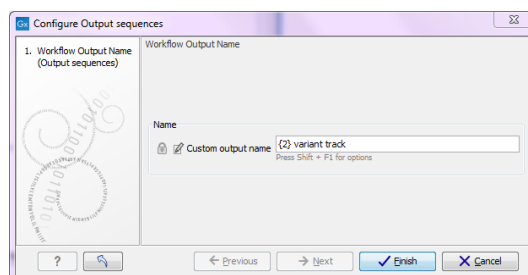 Gx Configure Output sequences
1. Workflow Output Name
(Output sequences)
Workflow Output Name
Name
Custom output name {2} variant track
Press Shift + F1 for options
?
Previous
Next
Finish
Cancel